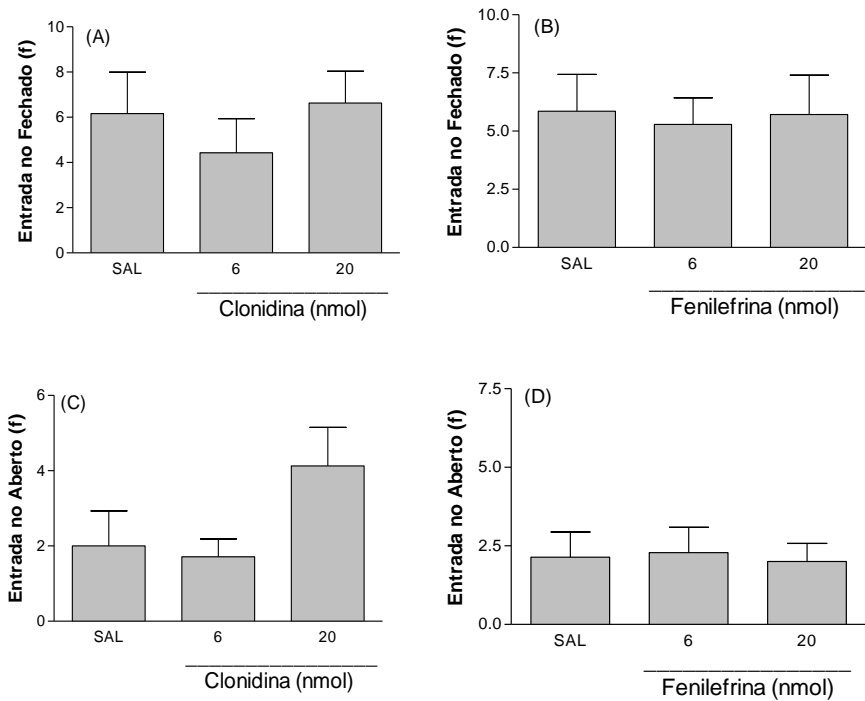 (A)
Entrada no Fechado (f)
10
8
6
4
2
0
SAL 6 20
Clonidina (nmol)
(B)
Entrada no Fechado (f)
10.0
7.5
5.0
2.5
0.0
SAL 6 20
Fenilefrina (nmol)
(C)
Entrada no Aberto (f)
6
4
2
0
SAL 6 20
Clonidina (nmol)
(D)
Entrada no Aberto (f)
7.5
5.0
2.5
0.0
SAL 6 20
Fenilefrina (nmol)